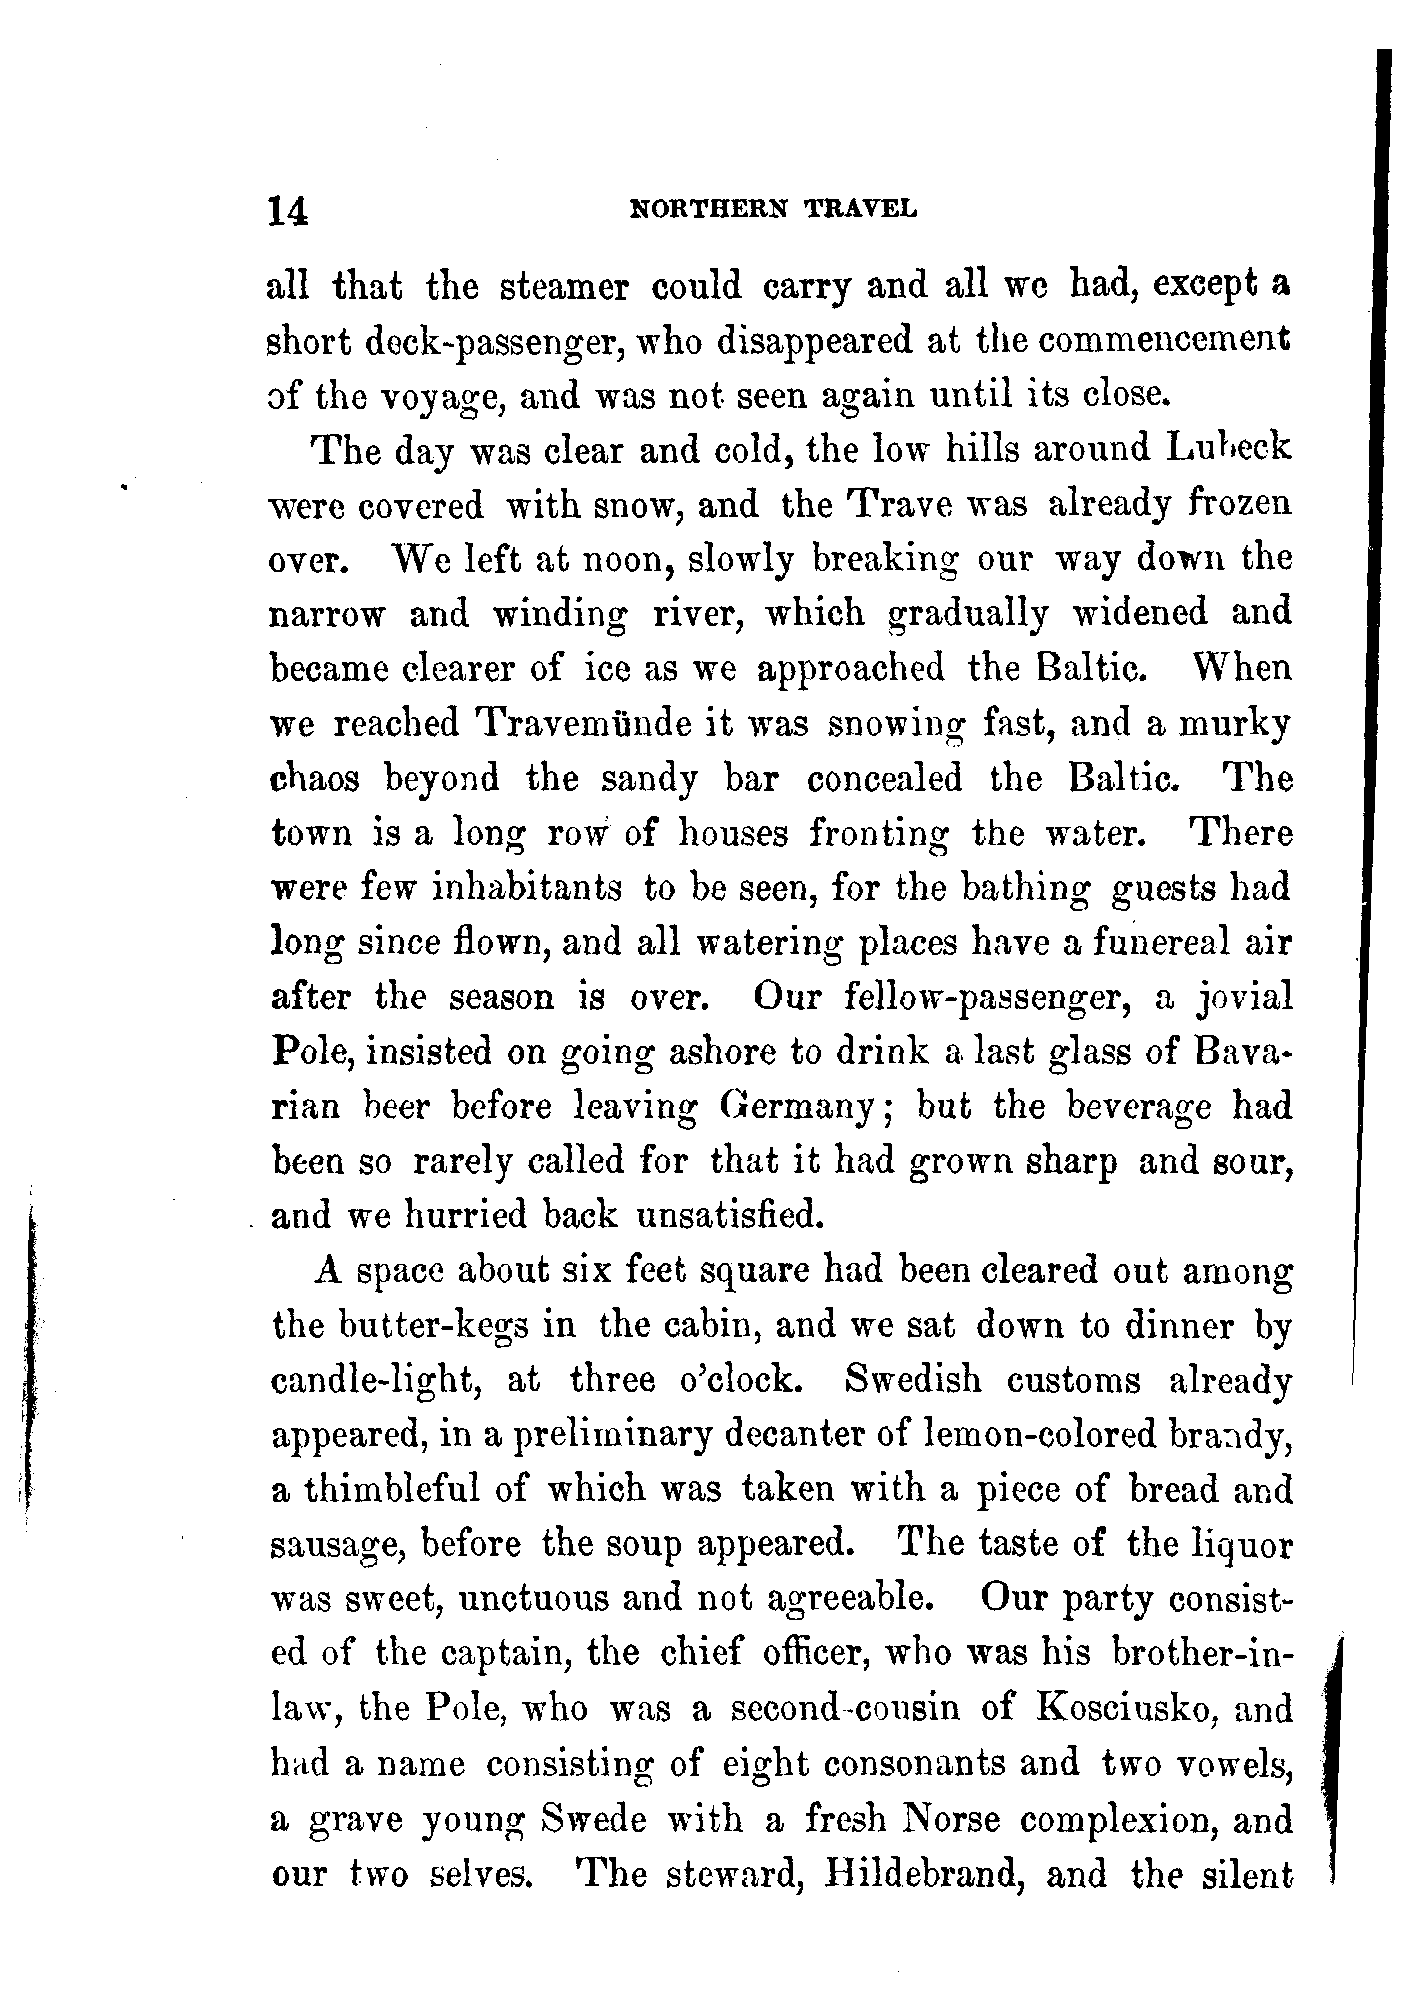 14 NORTHERN TRAVEL
all that the steamer could carry and all we had, except a
short deck-passenger, who disappeared at the commencement
of the voyage, and was not seen again until its close.
The day was clear and cold, the low hills around Lubeck
were covered with snow, and the Trave was already frozen
over. We left at noon, slowly breaking our way down the
narrow and winding river, which gradually widened and
became clearer of ice as we approached the Baltic. When
we reached Travemünde it was snowing fast, and a murky
chaos beyond the sandy bar concealed the Baltic. The
town is a long row of houses fronting the water. There
were few inhabitants to be seen, for the bathing guests had
long since flown, and all watering places have a funereal air
after the season is over. Our fellow-passenger, a jovial
Pole, insisted on going ashore to drink a last glass of Bava-
rian beer before leaving Germany; but the beverage had
been so rarely called for that it had grown sharp and sour,
and we hurried back unsatisfied.
A space about six feet square had been cleared out among
the butter-kegs in the cabin, and we sat down to dinner by
candle-light, at three o'clock. Swedish customs already
appeared, in a preliminary decanter of lemon-colored brandy,
a thimbleful of which was taken with a piece of bread and
sausage, before the soup appeared. The taste of the liquor
was sweet, unctuous and not agreeable. Our party consist-
ed of the captain, the chief officer, who was his brother-in-
law, the Pole, who was a second-cousin of Kosciusko, and
had a name consisting of eight consonants and two vowels,
a grave young Swede with a fresh Norse complexion, and
our two selves. The steward, Hildebrand, and the silent